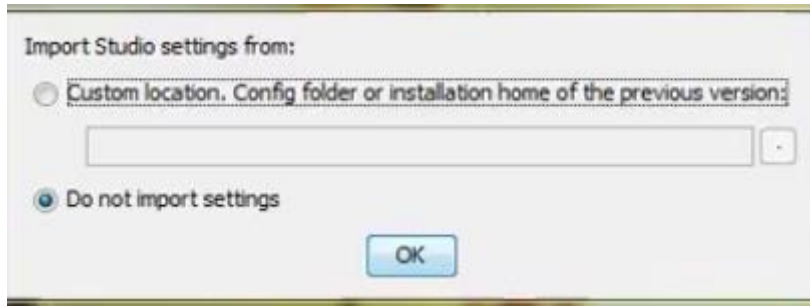 Import Studio settings from:
Custom location. Config folder or installation home of the previous version:
.
Do not import settings
OK